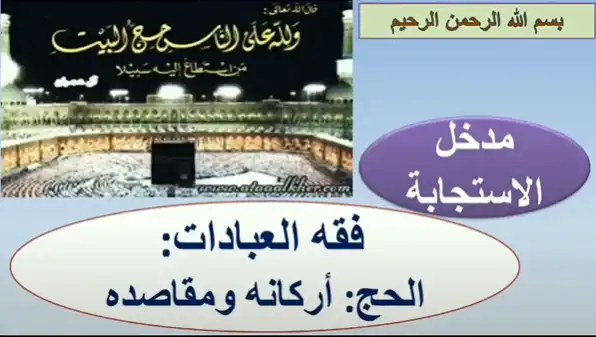 بسم الله الرحمن الرحيم
قال الله تعالى :
ولله على الناس حج البيت
من استطاع إليه سبيلا
www.ataaalkher.com
مدخل
الاستجابة
فقه العبادات:
الحج: أركانه ومقاصده